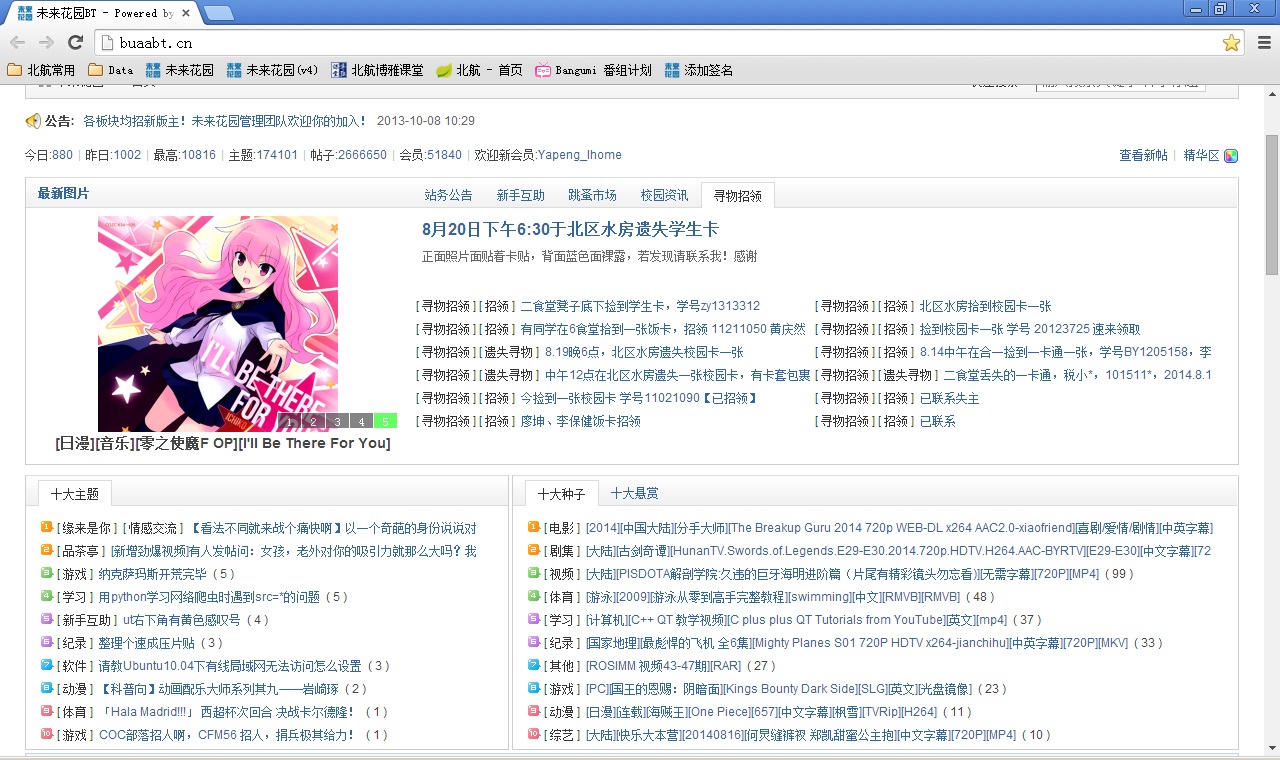 未来花园BT - Powered by
buaabt.cn
北航常用 Data 未来花园 未来花园(v4) 北航博雅课堂 北航 - 首页 Bangumi 番组计划 添加签名
公告: 各板块均招新版主！未来花园管理团队欢迎你的加入！ 2013-10-08 10:29
今日:880 | 昨日:1002 | 最高:10816 | 主题:174101 | 帖子:2666650 | 会员:51840 | 欢迎新会员:Yapeng_Ihome
查看新帖 | 精华区
最新图片
站务公告 新手互助 跳蚤市场 校园资讯 寻物招领
I'LL BE THERE FOR
1 2 3 4 5
[日漫][音乐][零之使魔F OP][I'll Be There For You]
8月20日下午6:30于北区水房遗失学生卡
正面照片面贴着卡贴，背面蓝色面裸露，若发现请联系我！感谢
[寻物招领][招领] 二食堂凳子底下捡到学生卡，学号zy1313312
[寻物招领][招领] 北区水房拾到校园卡一张
[寻物招领][招领] 有同学在6食堂拾到一张饭卡，招领 11211050 黄庆然
[寻物招领][招领] 捡到校园卡一张 学号 20123725 速来领取
[寻物招领][遗失寻物] 8.19晚6点，北区水房遗失校园卡一张
[寻物招领][招领] 8.14中午在合一捡到一卡通一张，学号BY1205158，李
[寻物招领][遗失寻物] 中午12点在北区水房遗失一张校园卡，有卡套包裹
[寻物招领][遗失寻物] 二食堂丢失的一卡通，税小*，101511*，2014.8.1
[寻物招领][招领] 今捡到一张校园卡 学号11021090【已招领】
[寻物招领][招领] 已联系失主
[寻物招领][招领] 廖坤、李保健饭卡招领
[寻物招领][招领] 已联系
十大主题
1 [缘来是你] [情感交流] 【看法不同就来战个痛快啊】以一个奇葩的身份说说对
2 [品茶亭] [新增劲爆视频]有人发帖问：女孩，老外对你的吸引力就那么大吗？我
3 [游戏] 纳克萨玛斯开荒完毕 ( 5 )
4 [学习] 用python学习网络爬虫时遇到src=*的问题 ( 5 )
5 [新手互助] ut右下角有黄色感叹号 ( 4 )
6 [纪录] 整理个速成压片贴 ( 3 )
7 [软件] 请教Ubuntu10.04下有线局域网无法访问怎么设置 ( 3 )
8 [动漫] 【科普向】动画配乐大师系列其九——岩崎琢 ( 2 )
9 [体育] 「Hala Madrid!!!」西超杯次回合 决战卡尔德隆！ ( 1 )
10 [游戏] COC部落招人啊，CFM56 招人，捐兵极其给力！ ( 1 )
十大种子 十大悬赏
1 [电影] [2014][中国大陆][分手大师][The Breakup Guru 2014 720p WEB-DL x264 AAC2.0-xiaofriend][喜剧/爱情/剧情][中英字幕]
2 [剧集] [大陆][古剑奇谭][HunanTV.Swords.of.Legends.E29-E30.2014.720p.HDTV.H264.AAC-BYRTV][E29-E30][中文字幕][72
3 [视频] [大陆][PISDOTA解剖学院:久违的巨牙海明进阶篇（片尾有精彩镜头勿忘看)][无需字幕][720P][MP4] ( 99 )
4 [体育] [游泳][2009][游泳从零到高手完整教程][swimming][中文][RMVB][RMVB] ( 48 )
5 [学习] [计算机][C++ QT 教学视频][C plus plus QT Tutorials from YouTube][英文][mp4] ( 37 )
6 [纪录] [国家地理][最彪悍的飞机 全6集][Mighty Planes S01 720P HDTV x264-jianchihu][中英字幕][720P][MKV] ( 33 )
7 [其他] [ROSIMM 视频43-47期][RAR] ( 27 )
8 [游戏] [PC][国王的恩赐：阴暗面][Kings Bounty Dark Side][SLG][英文][光盘镜像] ( 23 )
9 [动漫] [日漫][连载][海贼王][One Piece][657][中文字幕][枫雪][TVRip][H264] ( 11 )
10 [综艺] [大陆][快乐大本营][20140816][何炅缝裤衩 郑凯甜蜜公主抱][中文字幕][720P][MP4] ( 10 )